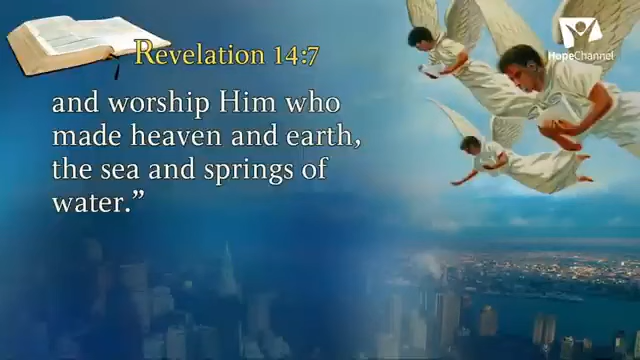 HopeChannel
Revelation 14:7
and worship Him who
made heaven and earth,
the sea and springs of
water.”